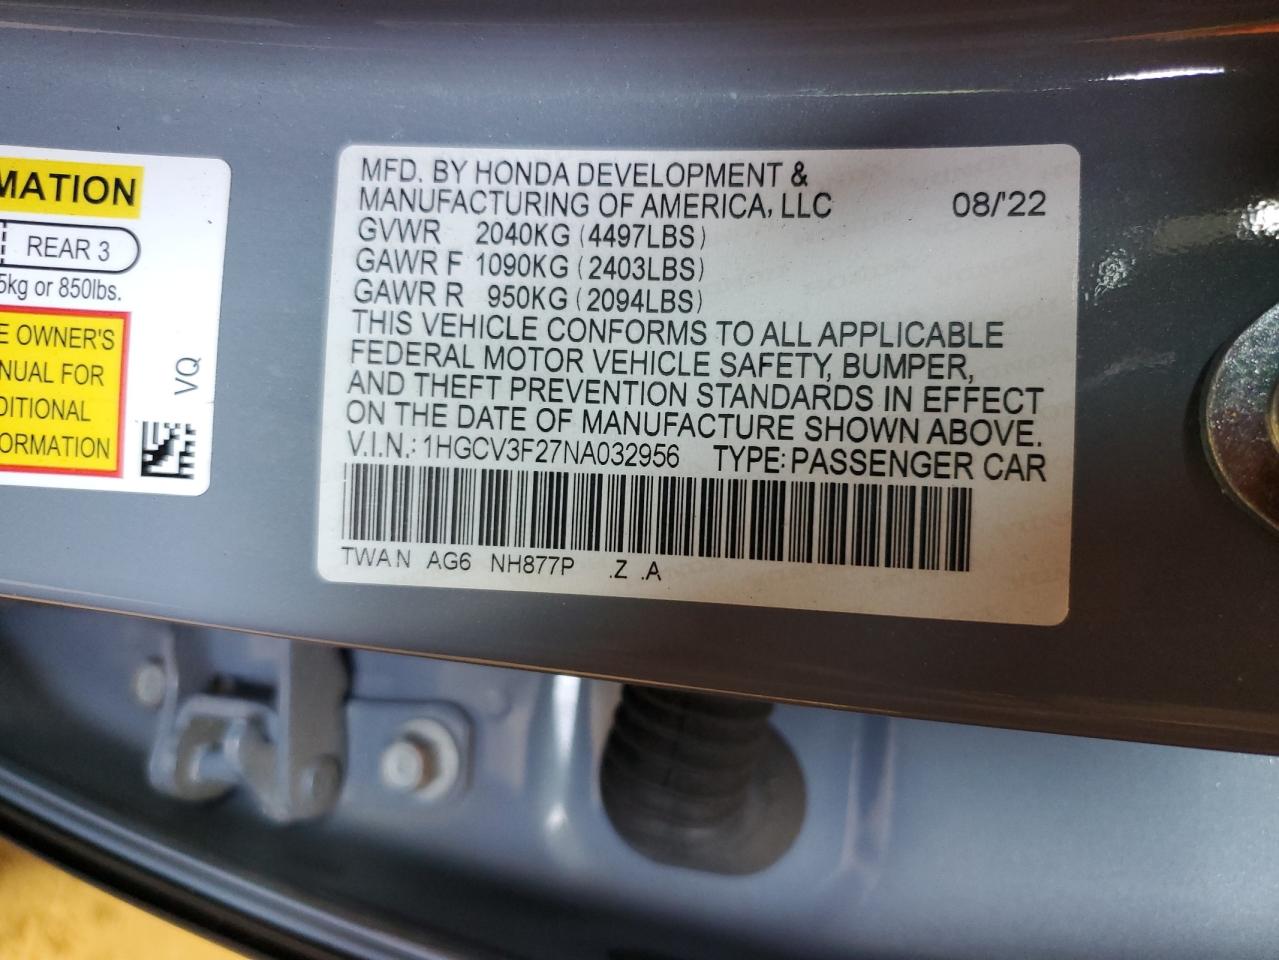 MATION
REAR 3
5kg or 850lbs.
E OWNER'S
NUAL FOR
DITIONAL
FORMATION
VQ
MFD. BY HONDA DEVELOPMENT &
MANUFACTURING OF AMERICA, LLC 08/'22
GVWR 2040KG (4497LBS)
GAWR F 1090KG (2403LBS)
GAWR R 950KG (2094LBS)
THIS VEHICLE CONFORMS TO ALL APPLICABLE
FEDERAL MOTOR VEHICLE SAFETY, BUMPER,
AND THEFT PREVENTION STANDARDS IN EFFECT
ON THE DATE OF MANUFACTURE SHOWN ABOVE.
V.I.N.: 1HGCV3F27NA032956 TYPE: PASSENGER CAR
TWAN AG6 NH877P .Z .A